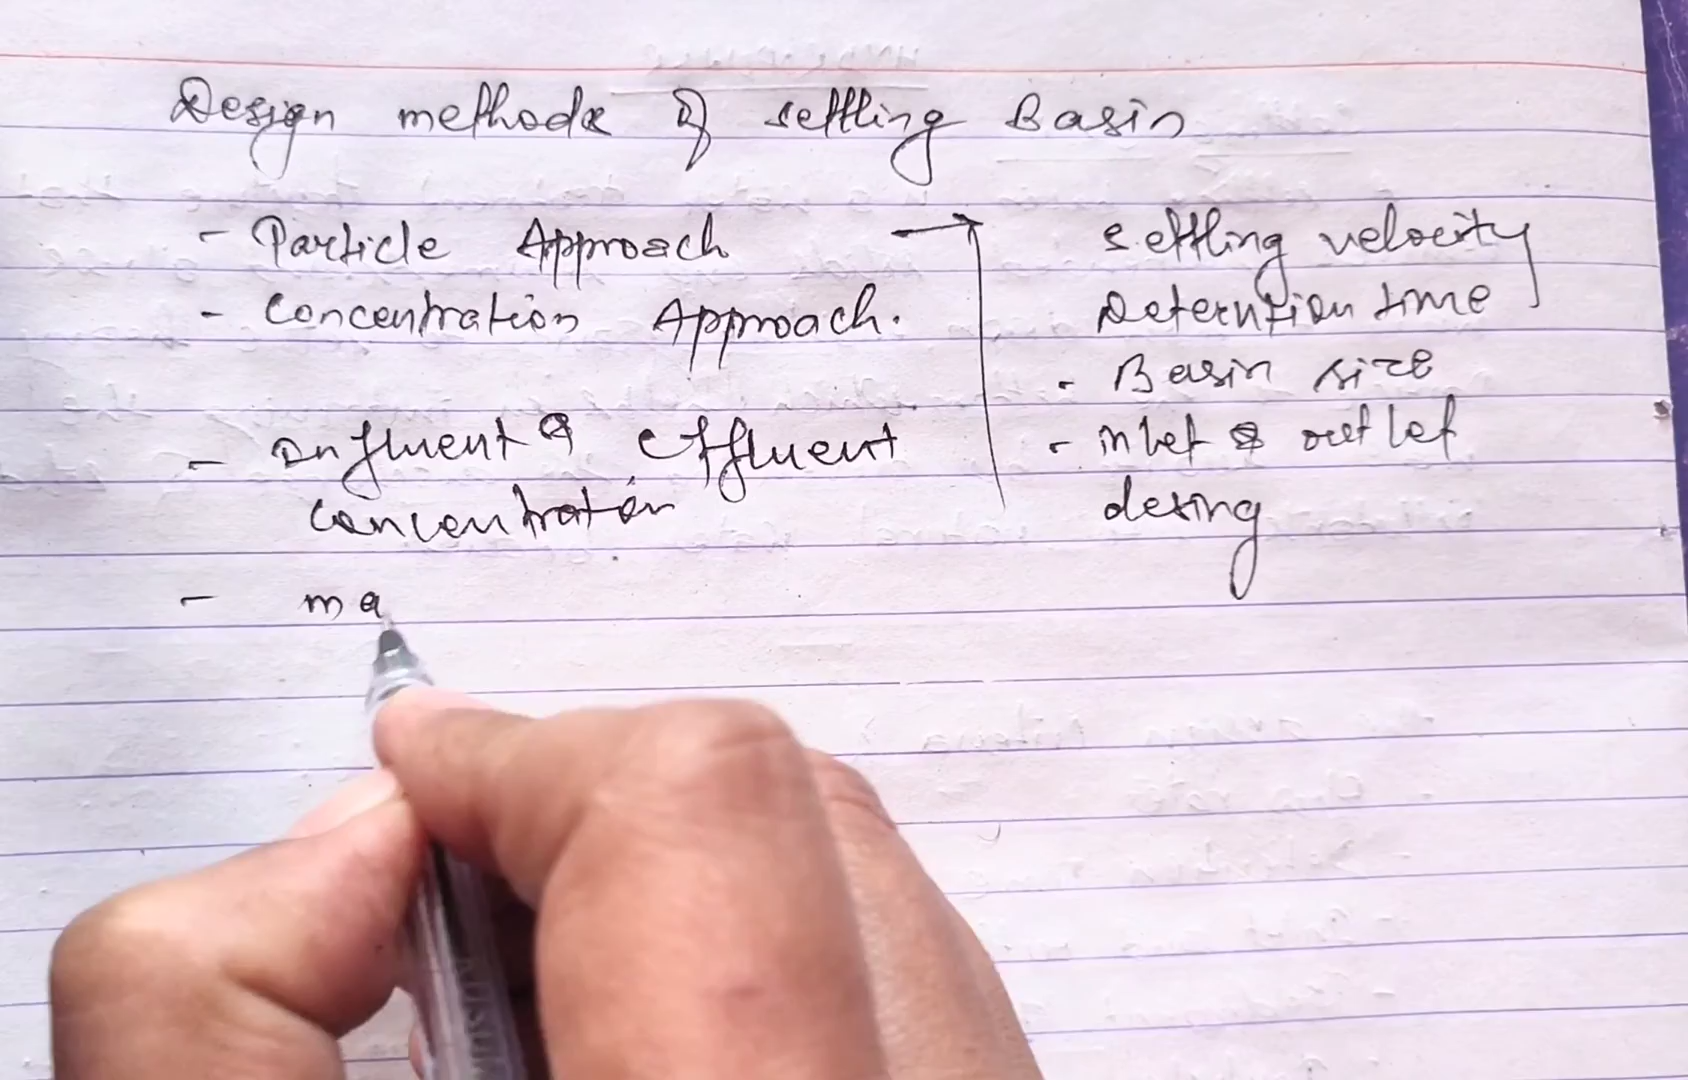 Design methods of settling Basin
- Particle Approach →
- Concentration Approach.
- Influent & Effluent
concentration
- ma
settling velocity
Deterntion time
- Basin size
- inlet & outlet
desing